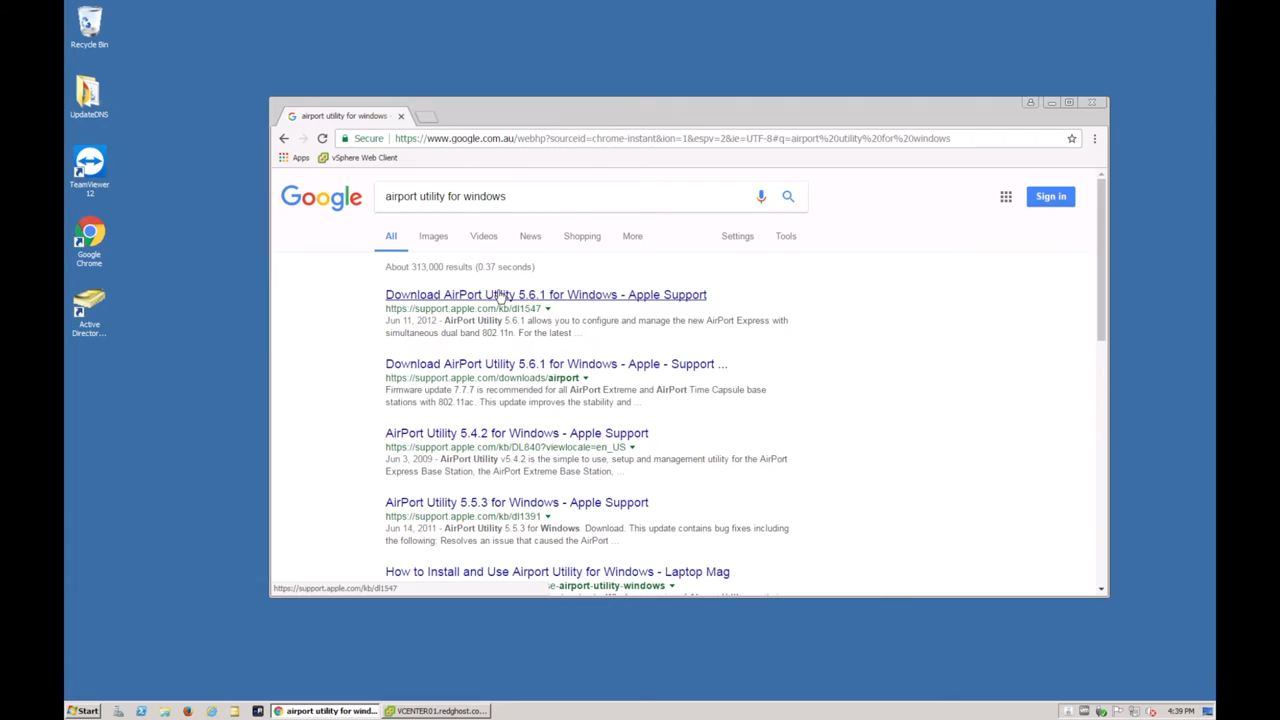 Recycle Bin
UpdateDNS
TeamViewer
12
Google
Chrome
Active
Director...
airport utility for windows
Secure
https://www.google.com.au/webhp?sourceid=chrome-instant&ion=1&espv=2&ie=UTF-8#q=airport%20utility%20for%20windows
Apps
vSphere Web Client
Google
airport utility for windows
Sign in
All Images Videos News Shopping More Settings Tools
About 313,000 results (0.37 seconds)
Download AirPort Utility 5.6.1 for Windows - Apple Support
https://support.apple.com/kb/dl1547
Jun 11, 2012 - AirPort Utility 5.6.1 allows you to configure and manage the new AirPort Express with
simultaneous dual band 802.11n. For the latest ...
Download AirPort Utility 5.6.1 for Windows - Apple - Support ...
https://support.apple.com/downloads/airport
Firmware update 7.7.7 is recommended for all AirPort Extreme and AirPort Time Capsule base
stations with 802.11ac. This update improves the stability and ...
AirPort Utility 5.4.2 for Windows - Apple Support
https://support.apple.com/kb/DL840?viewlocale=en_US
Jun 3, 2009 - AirPort Utility v5.4.2 is the simple to use, setup and management utility for the AirPort
Express Base Station, the AirPort Extreme Base Station, ...
AirPort Utility 5.5.3 for Windows - Apple Support
https://support.apple.com/kb/dl1391
Jun 14, 2011 - AirPort Utility 5.5.3 for Windows. Download. This update contains bug fixes including
the following: Resolves an issue that caused the AirPort ...
How to Install and Use Airport Utility for Windows - Laptop Mag
https://support.apple.com/kb/dl1547
e-airport-utility-windows
Start
airport utility for wind...
VCENTER01.redghost.co...
4:39 PM